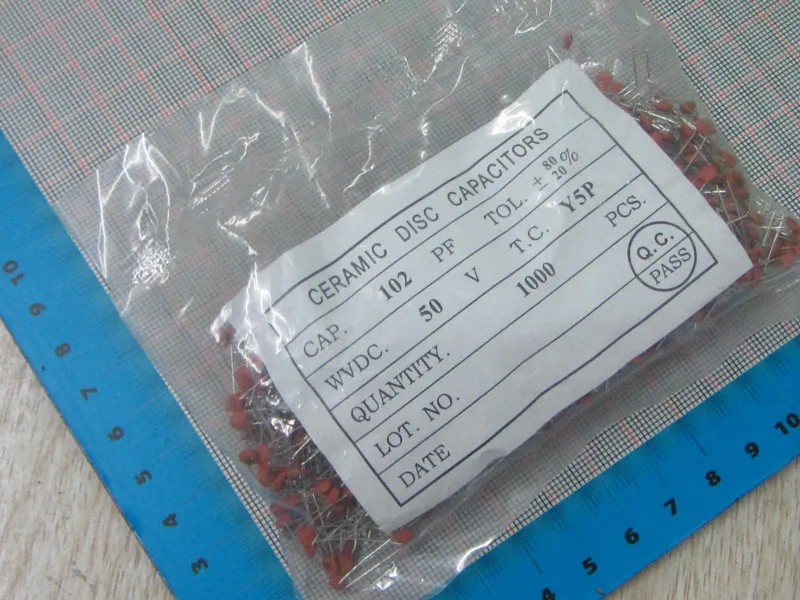 CERAMIC DISC CAPACITORS
CAP. 102 PF TOL. ± 80 20%
WVDC. 50 V T.C. Y5P
QUANTITY. 1000 PCS.
LOT. NO.
DATE
Q.C.
PASS
10 9 8 7 6 5 4 3
4 5 6 7 8 9 10